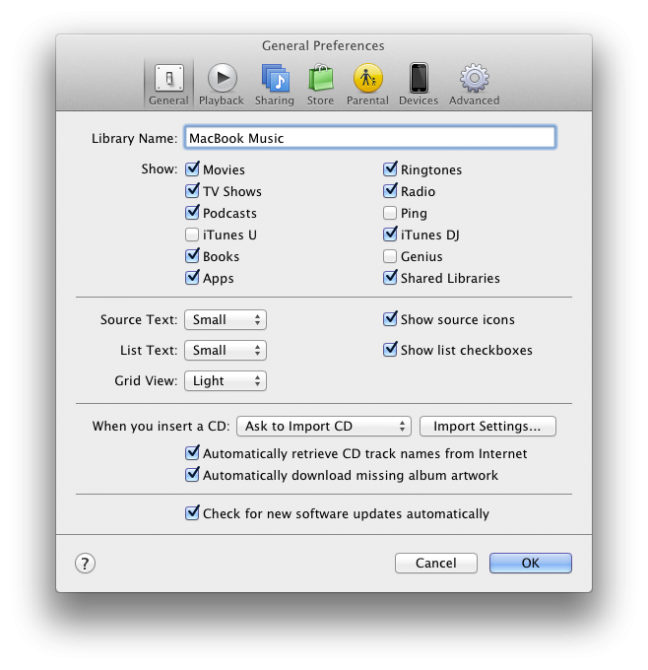 General Preferences
General Playback Sharing Store Parental Devices Advanced
Library Name: MacBook Music
Show: Movies Ringtones
TV Shows Radio
Podcasts Ping
iTunes U iTunes DJ
Books Genius
Apps Shared Libraries
Source Text: Small Show source icons
List Text: Small Show list checkboxes
Grid View: Light
When you insert a CD: Ask to Import CD Import Settings...
Automatically retrieve CD track names from Internet
Automatically download missing album artwork
Check for new software updates automatically
? Cancel OK